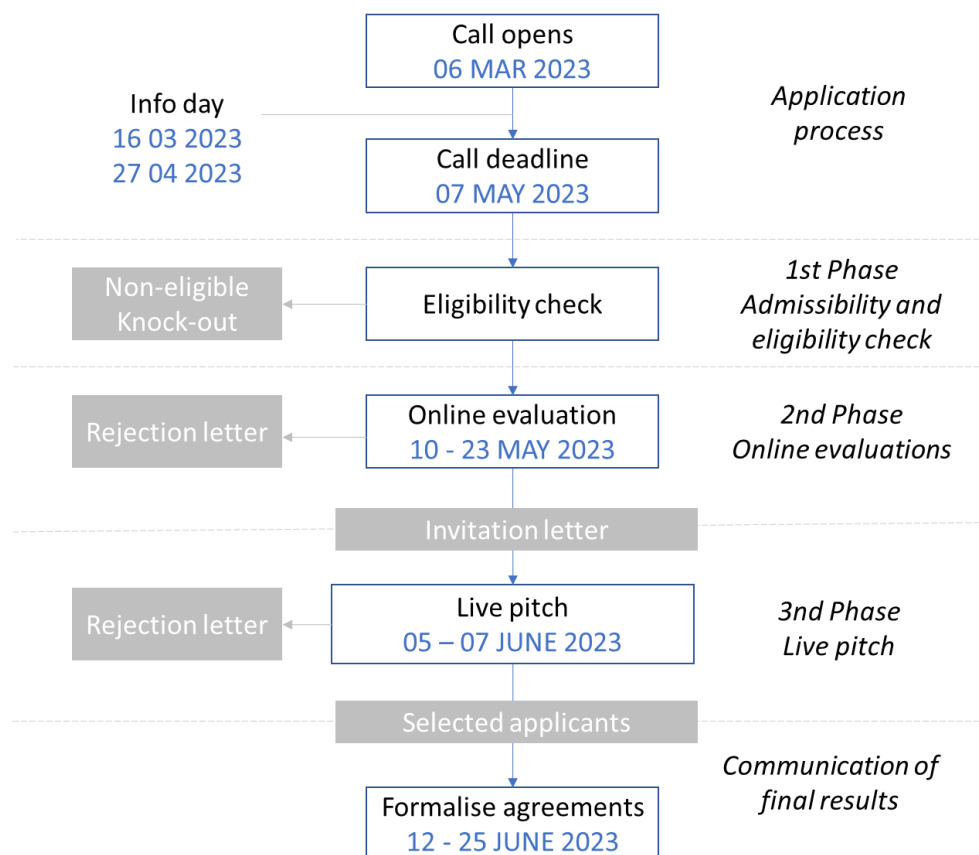 Call opens
06 MAR 2023
Info day
16 03 2023
27 04 2023
Application
process
Call deadline
07 MAY 2023
Non-eligible
Knock-out
Eligibility check
1st Phase
Admissibility and
eligibility check
Rejection letter
Online evaluation
10 - 23 MAY 2023
2nd Phase
Online evaluations
Invitation letter
Rejection letter
Live pitch
05 – 07 JUNE 2023
3nd Phase
Live pitch
Selected applicants
Communication of
final results
Formalise agreements
12 - 25 JUNE 2023